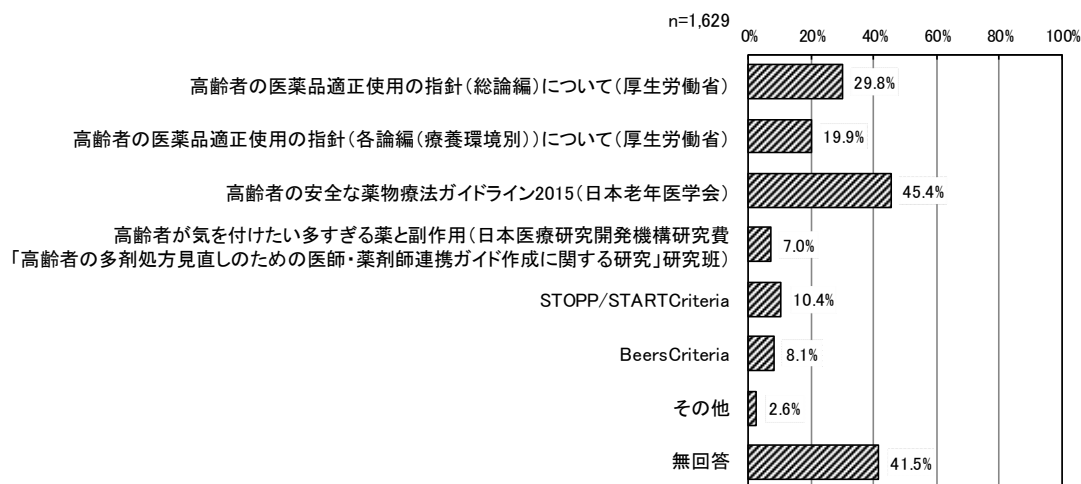 n=1,629
0% 20% 40% 60% 80% 100%
高齢者の医薬品適正使用の指針(総論編)について(厚生労働省) 29.8%
高齢者の医薬品適正使用の指針(各論編(療養環境別))について(厚生労働省) 19.9%
高齢者の安全な薬物療法ガイドライン2015(日本老年医学会) 45.4%
高齢者が気を付けたい多すぎる薬と副作用(日本医療研究開発機構研究費
「高齢者の多剤処方見直しのための医師・薬剤師連携ガイド作成に関する研究」研究班) 7.0%
STOPP/STARTCriteria 10.4%
BeersCriteria 8.1%
その他 2.6%
無回答 41.5%